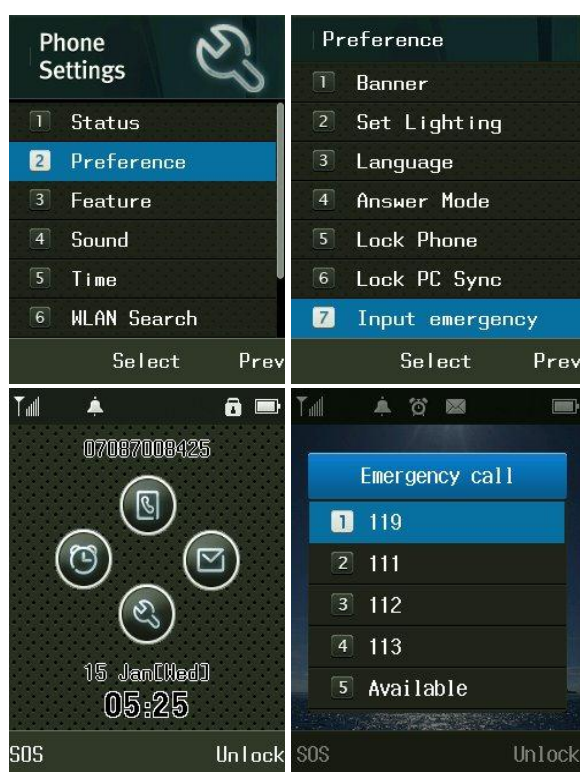 Phone
Settings
1 Status
2 Preference
3 Feature
4 Sound
5 Time
6 WLAN Search
Select Prev
Preference
1 Banner
2 Set Lighting
3 Language
4 Answer Mode
5 Lock Phone
6 Lock PC Sync
7 Input emergency
Select Prev
07087008425
15 Jan(Wed)
05:25
SOS Unlock
Emergency call
1 119
2 111
3 112
4 113
5 Available
SOS Unlock